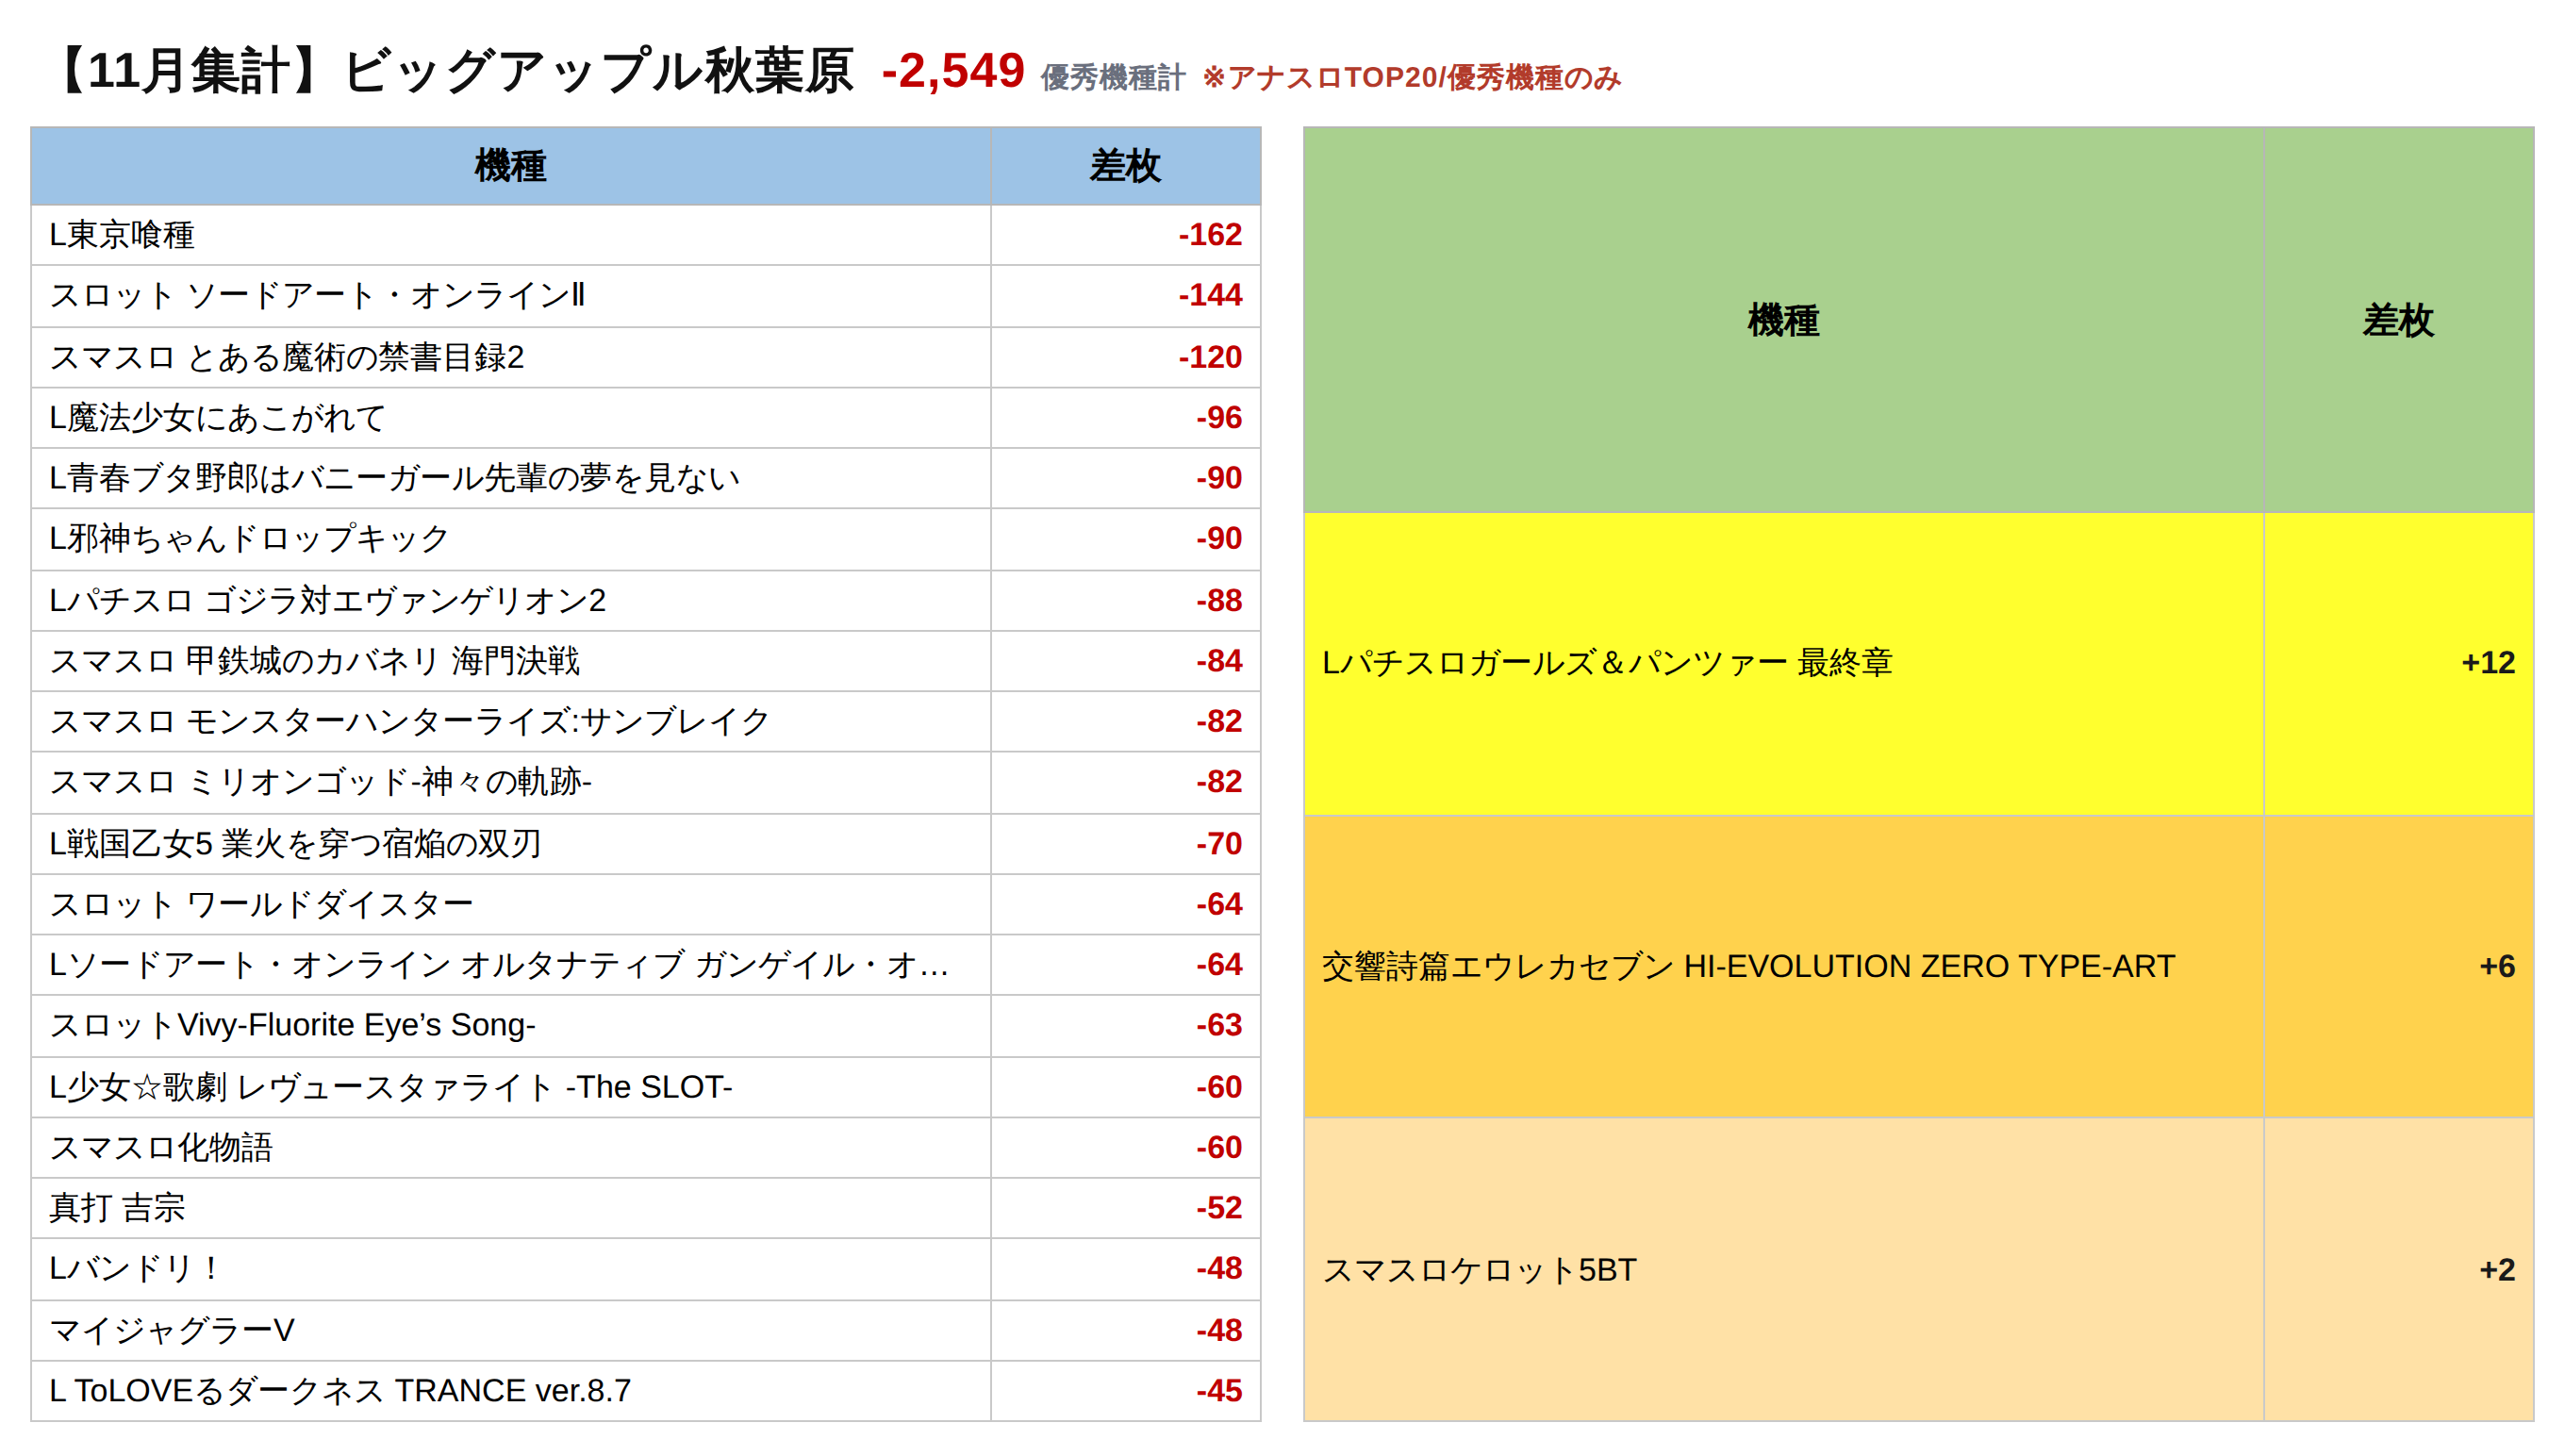 【11月集計】ビッグアップル秋葉原 -2,549 優秀機種計 ※アナスロTOP20/優秀機種のみ
機種 差枚
L東京喰種 -162
スロット ソードアート・オンラインⅡ -144
スマスロ とある魔術の禁書目録2 -120
L魔法少女にあこがれて -96
L青春ブタ野郎はバニーガール先輩の夢を見ない -90
L邪神ちゃんドロップキック -90
Lパチスロ ゴジラ対エヴァンゲリオン2 -88
スマスロ 甲鉄城のカバネリ 海門決戦 -84
スマスロ モンスターハンターライズ:サンブレイク -82
スマスロ ミリオンゴッド-神々の軌跡- -82
L戦国乙女5 業火を穿つ宿焔の双刃 -70
スロット ワールドダイスター -64
Lソードアート・オンライン オルタナティブ ガンゲイル・オ… -64
スロットVivy-Fluorite Eye’s Song- -63
L少女☆歌劇 レヴュースタァライト -The SLOT- -60
スマスロ化物語 -60
真打 吉宗 -52
Lバンドリ！ -48
マイジャグラーV -48
L ToLOVEるダークネス TRANCE ver.8.7 -45
機種 差枚
Lパチスロガールズ＆パンツァー 最終章 +12
交響詩篇エウレカセブン HI-EVOLUTION ZERO TYPE-ART +6
スマスロケロット5BT +2